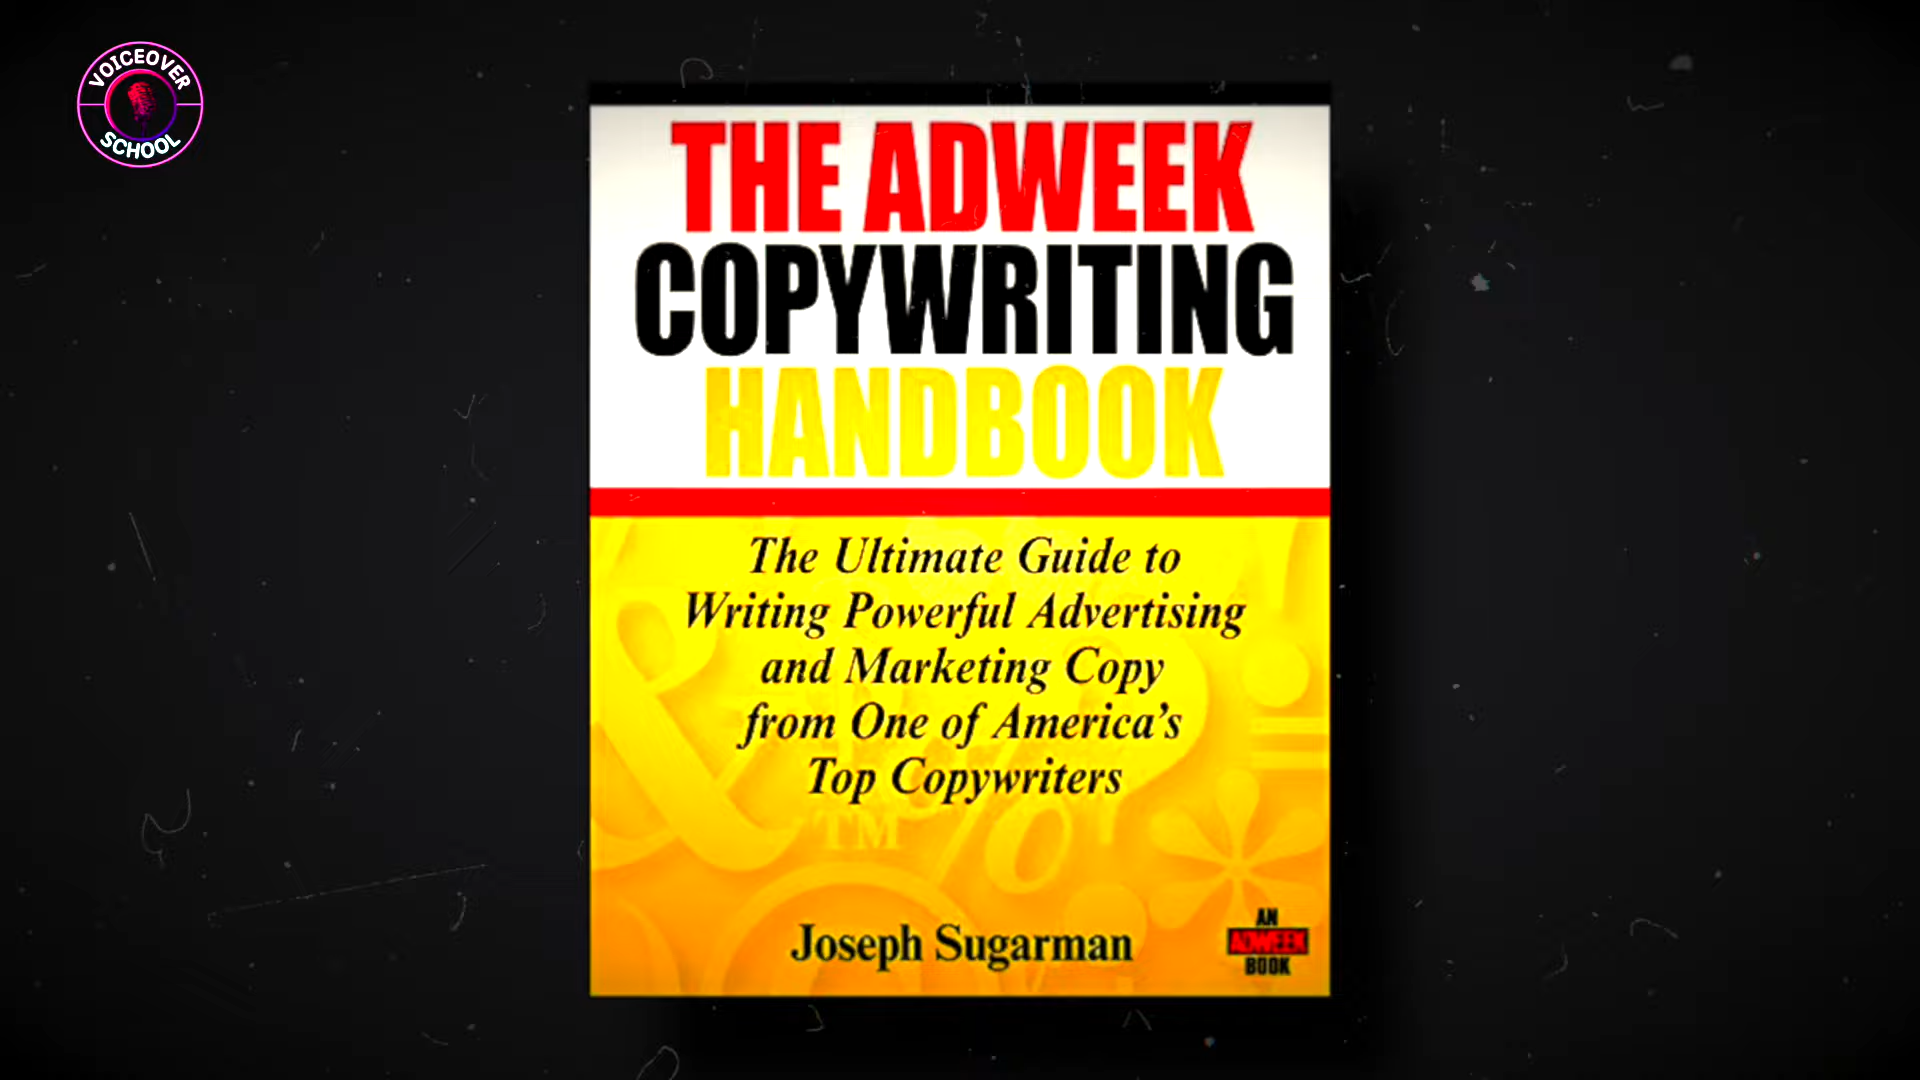 VOICEOVER
SCHOOL
THE ADWEEK
COPYWRITING
HANDBOOK
The Ultimate Guide to
Writing Powerful Advertising
and Marketing Copy
from One of America’s
Top Copywriters
TM
Joseph Sugarman
AN
ADWEEK
BOOK